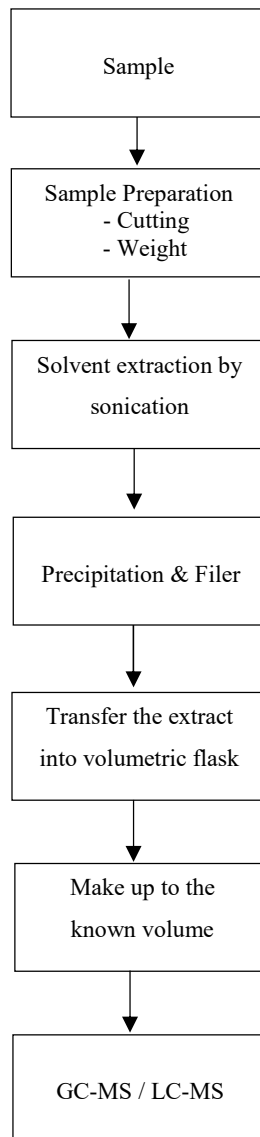 Sample
Sample Preparation
- Cutting
- Weight
Solvent extraction by
sonication
Precipitation & Filer
Transfer the extract
into volumetric flask
Make up to the
known volume
GC-MS / LC-MS